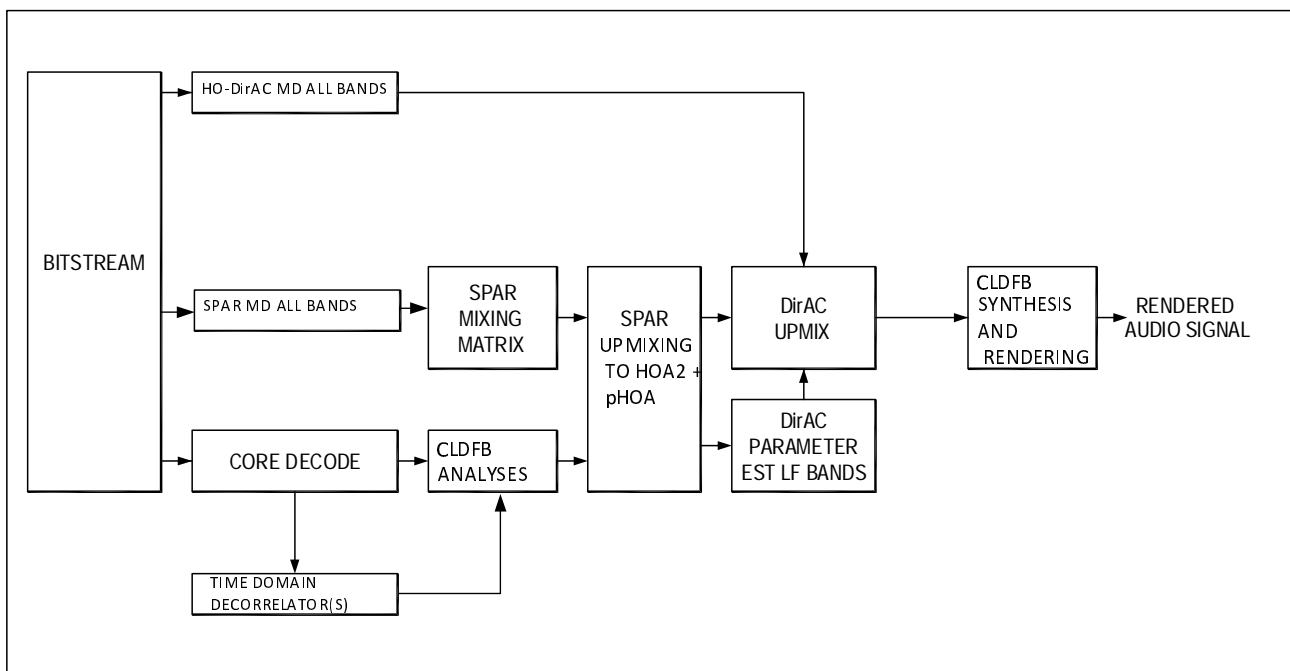 HO-DirAC MD ALL BANDS
BITSTREAM
SPAR MD ALL BANDS
SPAR
MIXING
MATRIX
SPAR
UPMIXING
TO HOA2 +
pHOA
DirAC
UPMIX
CLDFB
SYNTHESIS
AND
RENDERING
RENDERED
AUDIO SIGNAL
CORE DECODE
CLDFB
ANALYSES
DirAC
PARAMETER
EST LF BANDS
TIME DOMAIN
DECORRELATOR(S)